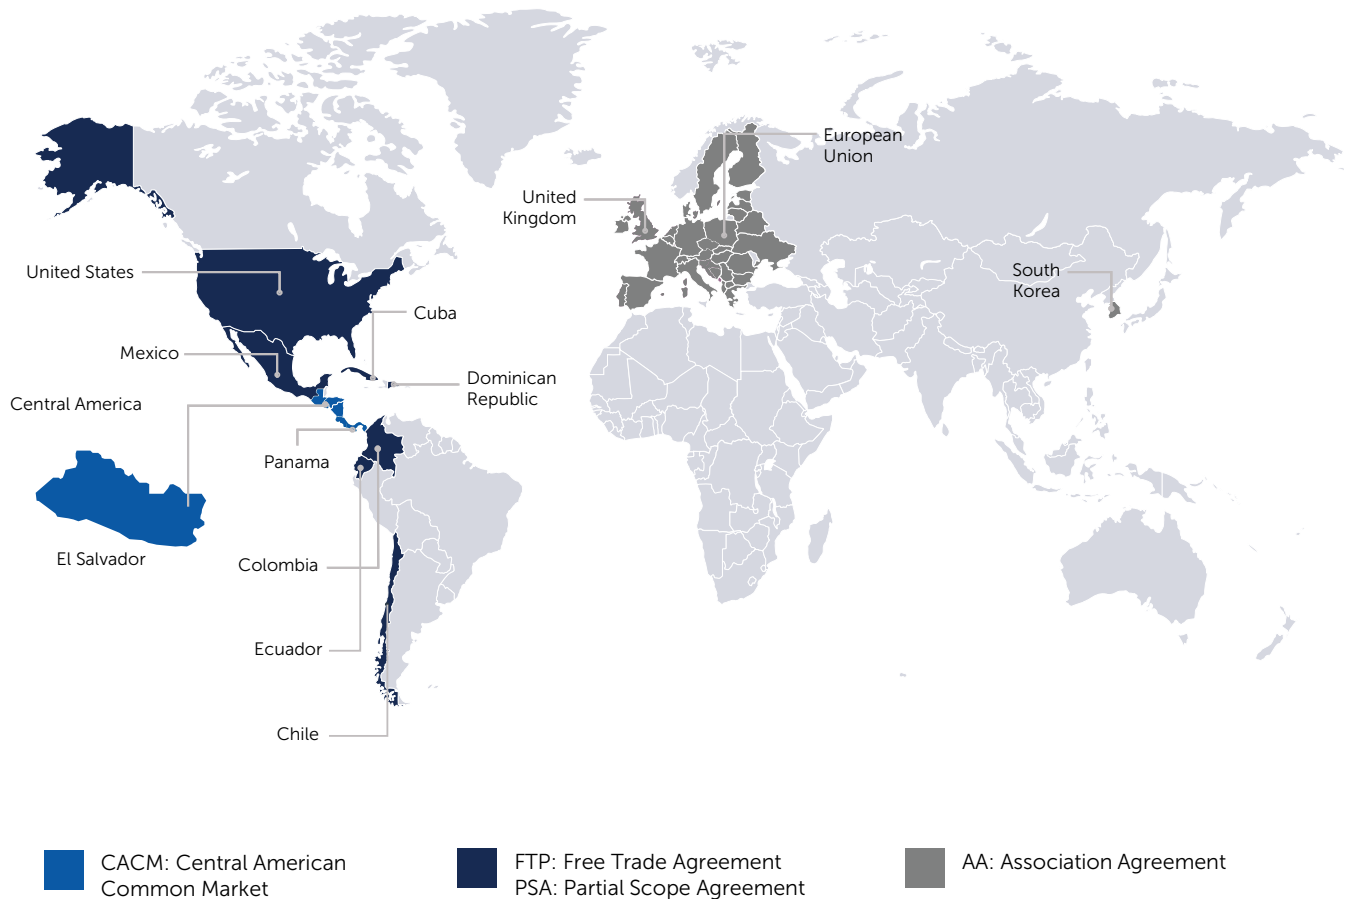 European
Union
United
Kingdom
United States
South
Korea
Cuba
Mexico
Dominican
Republic
Central America
Panama
El Salvador
Colombia
Ecuador
Chile
CACM: Central American
Common Market
FTP: Free Trade Agreement
PSA: Partial Scope Agreement
AA: Association Agreement